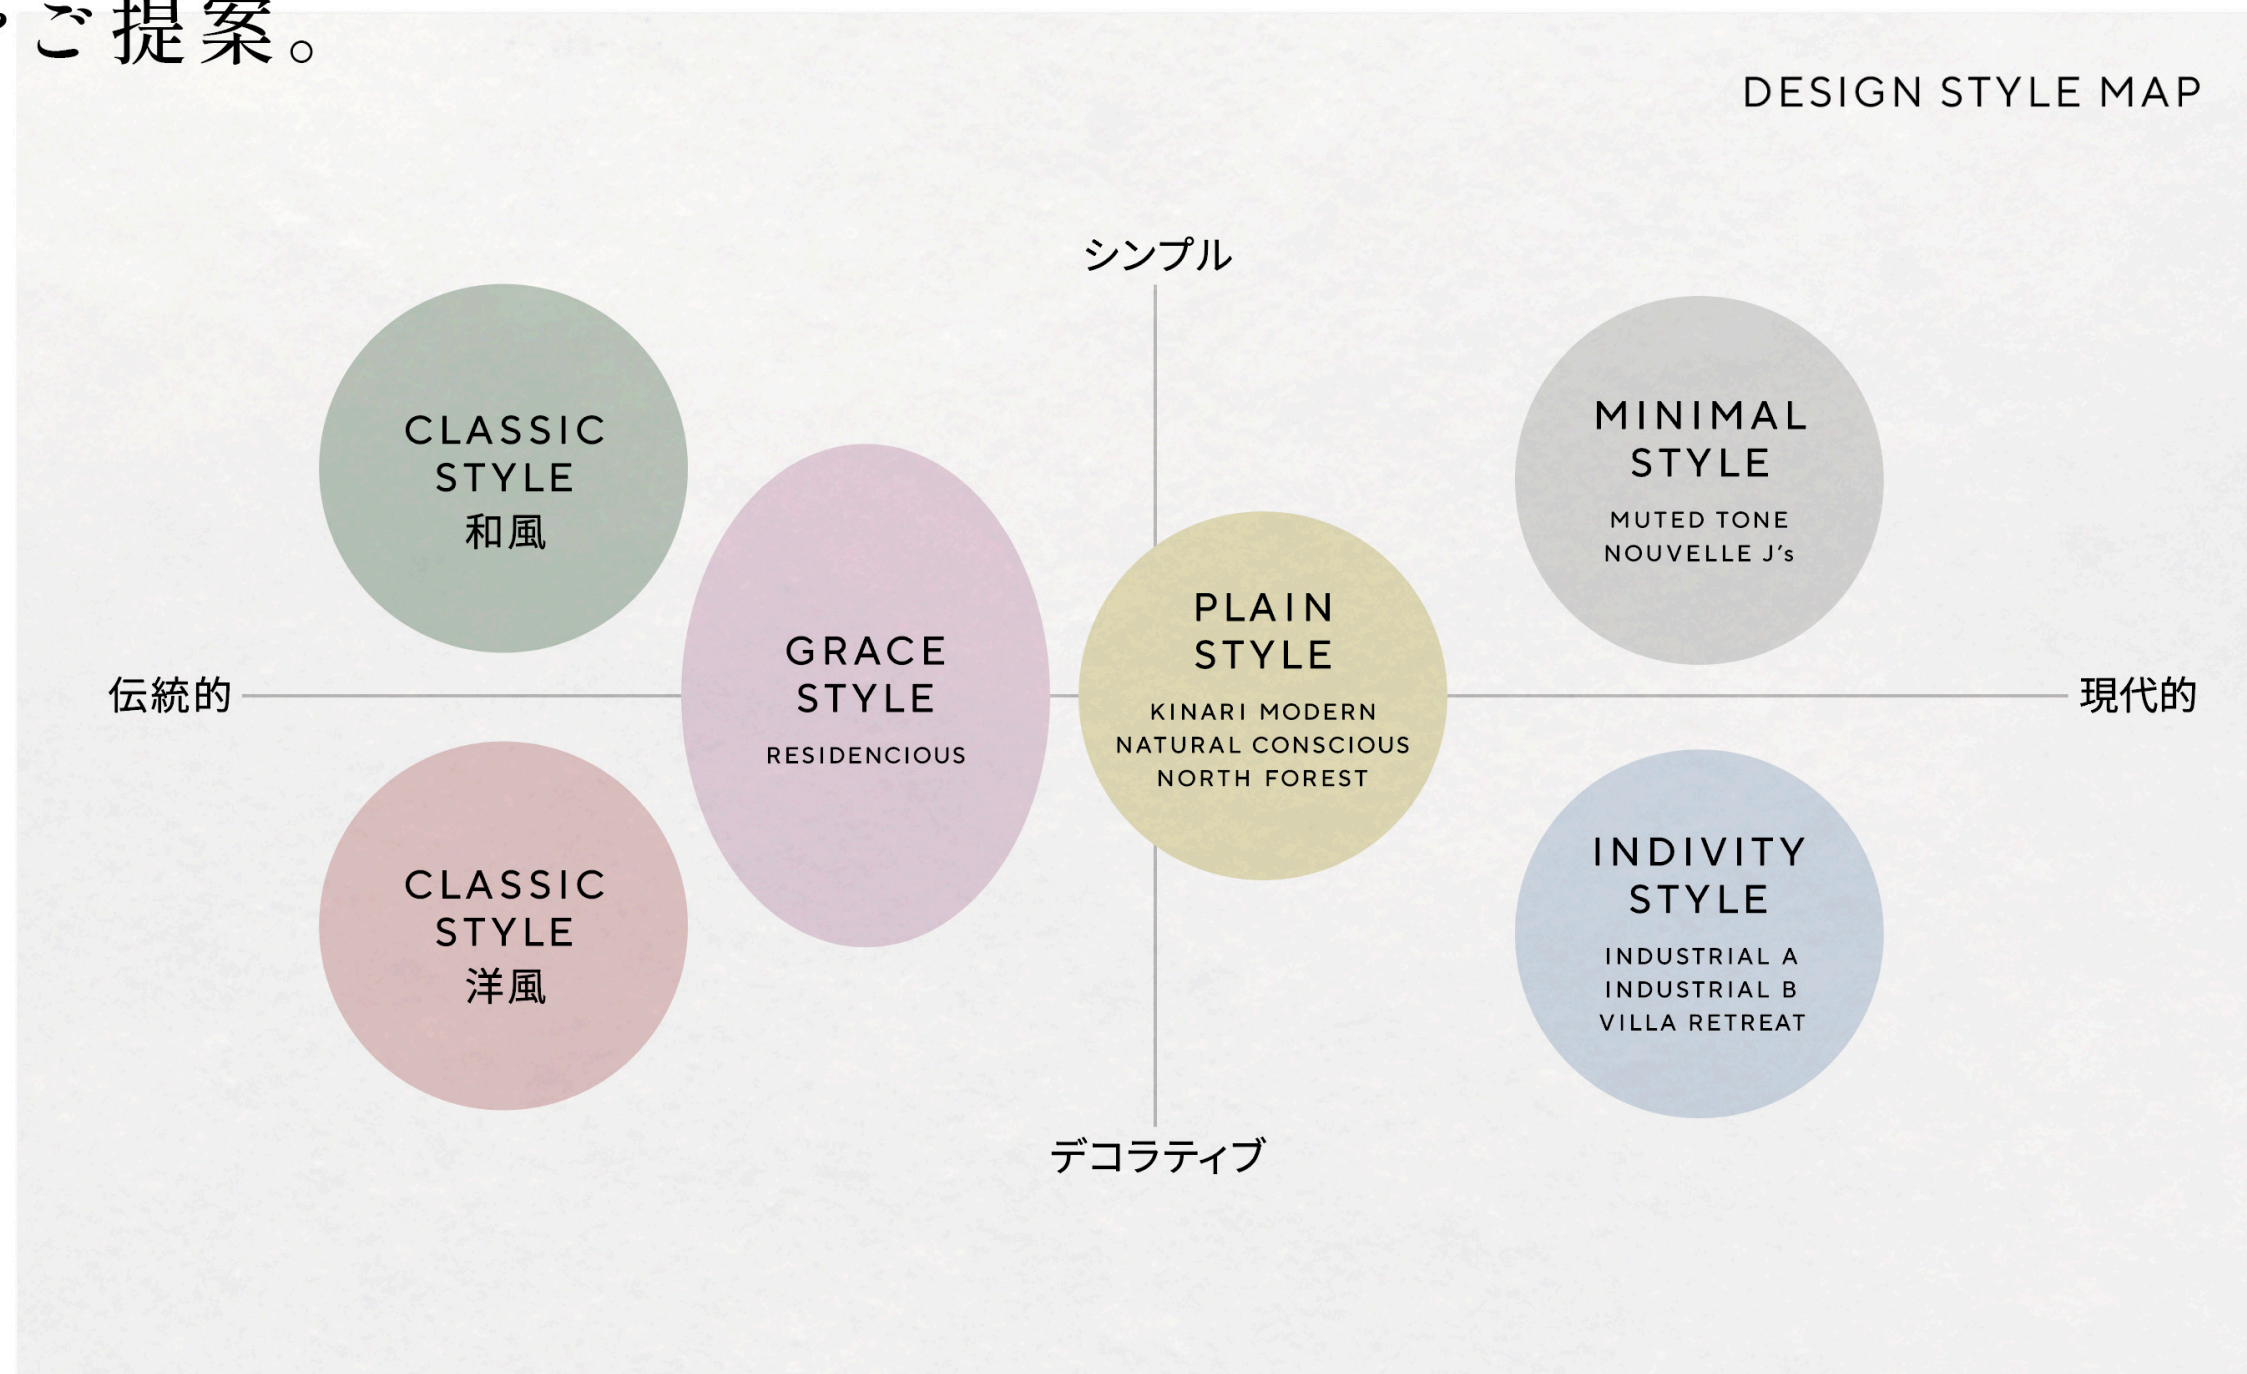 ご提案。
DESIGN STYLE MAP
シンプル
CLASSIC
STYLE
和風
MINIMAL
STYLE
MUTED TONE
NOUVELLE J's
GRACE
STYLE
RESIDENCIOUS
PLAIN
STYLE
KINARI MODERN
NATURAL CONSCIOUS
NORTH FOREST
伝統的
現代的
CLASSIC
STYLE
洋風
INDIVITY
STYLE
INDUSTRIAL A
INDUSTRIAL B
VILLA RETREAT
デコラティブ